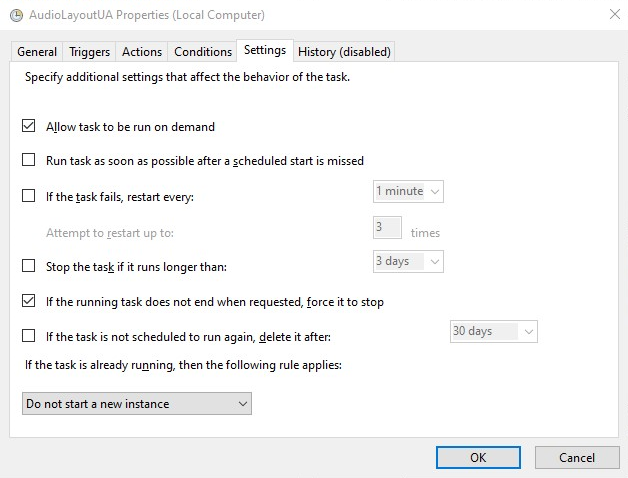 AudioLayoutUA Properties (Local Computer)
General Triggers Actions Conditions Settings History (disabled)
Specify additional settings that affect the behavior of the task.
Allow task to be run on demand
Run task as soon as possible after a scheduled start is missed
If the task fails, restart every: 1 minute
Attempt to restart up to: 3 times
Stop the task if it runs longer than: 3 days
If the running task does not end when requested, force it to stop
If the task is not scheduled to run again, delete it after: 30 days
If the task is already running, then the following rule applies:
Do not start a new instance
OK Cancel